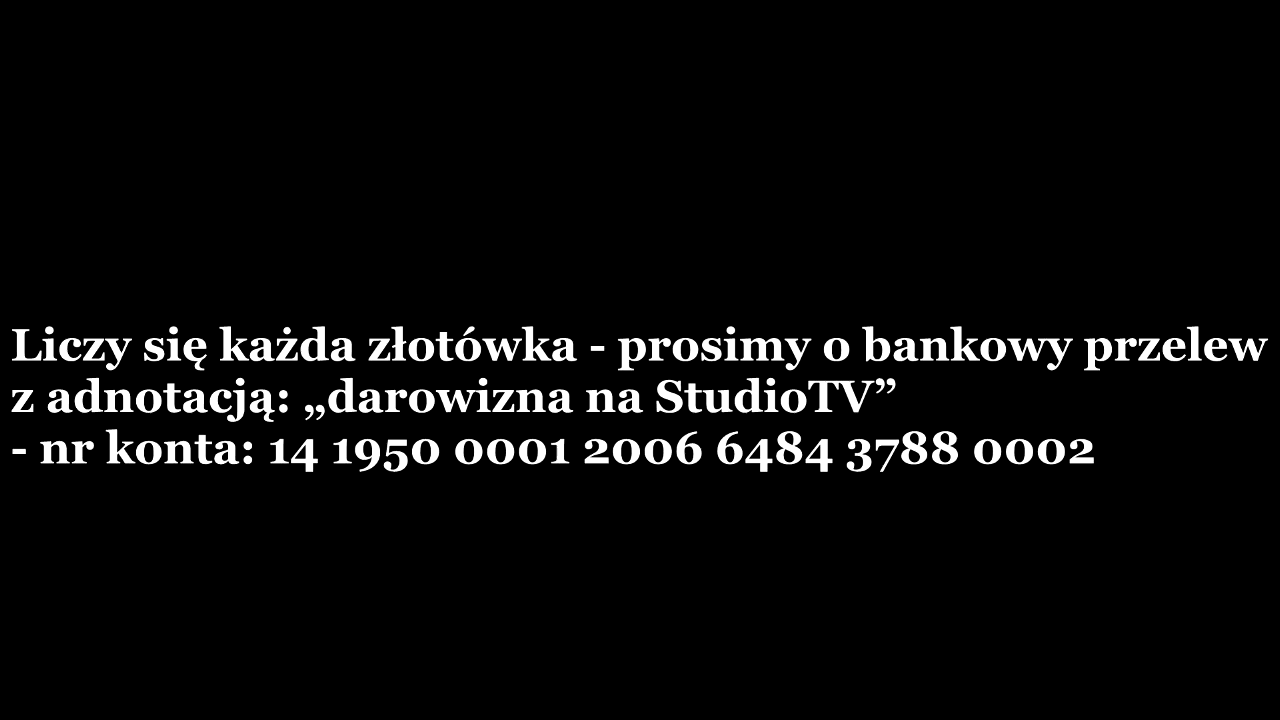 Liczy się każda złotówka - prosimy o bankowy przelew
z adnotacją: „darowizna na StudioTV”
- nr konta: 14 1950 0001 2006 6484 3788 0002